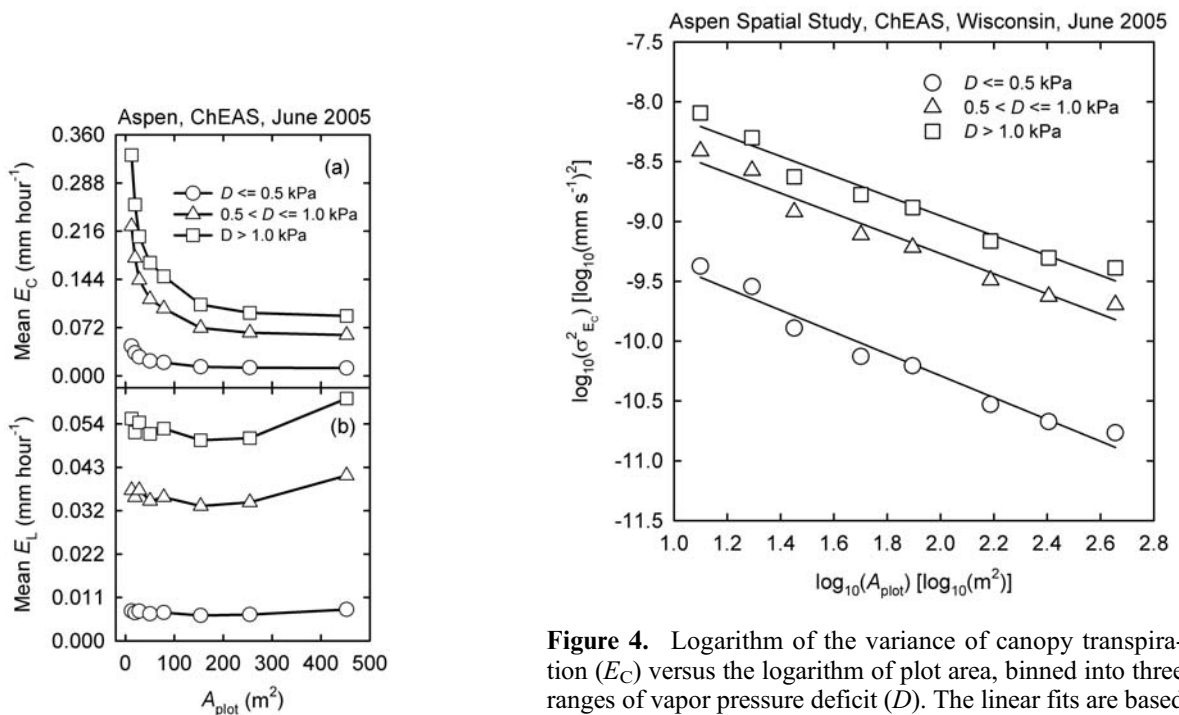 Aspen, ChEAS, June 2005
0.360
0.288
0.216
0.144
0.072
0.000
Mean E_C (mm hour⁻¹)
(a)
D <= 0.5 kPa
0.5 < D <= 1.0 kPa
D > 1.0 kPa
0.054
0.043
0.032
0.022
0.011
0.000
Mean E_L (mm hour⁻¹)
(b)
0 100 200 300 400 500
A_plot (m²)
Aspen Spatial Study, ChEAS, Wisconsin, June 2005
-7.5
-8.0
-8.5
-9.0
-9.5
-10.0
-10.5
-11.0
-11.5
log₁₀(σ²_E_C) [log₁₀(mm s⁻¹)²]
D <= 0.5 kPa
0.5 < D <= 1.0 kPa
D > 1.0 kPa
1.0 1.2 1.4 1.6 1.8 2.0 2.2 2.4 2.6 2.8
log₁₀(A_plot) [log₁₀(m²)]
Figure 4. Logarithm of the variance of canopy transpira-
tion (E_C) versus the logarithm of plot area, binned into three
ranges of vapor pressure deficit (D). The linear fits are based